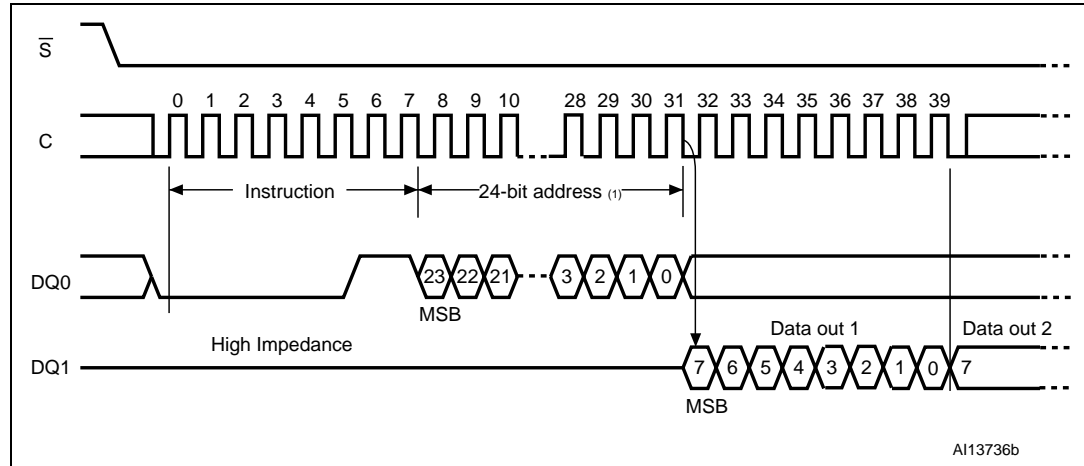 S
0 1 2 3 4 5 6 7 8 9 10 28 29 30 31 32 33 34 35 36 37 38 39
C
Instruction 24-bit address (1)
DQ0 23 22 21 3 2 1 0
MSB
High Impedance Data out 1 Data out 2
DQ1 7 6 5 4 3 2 1 0 7
MSB
AI13736b